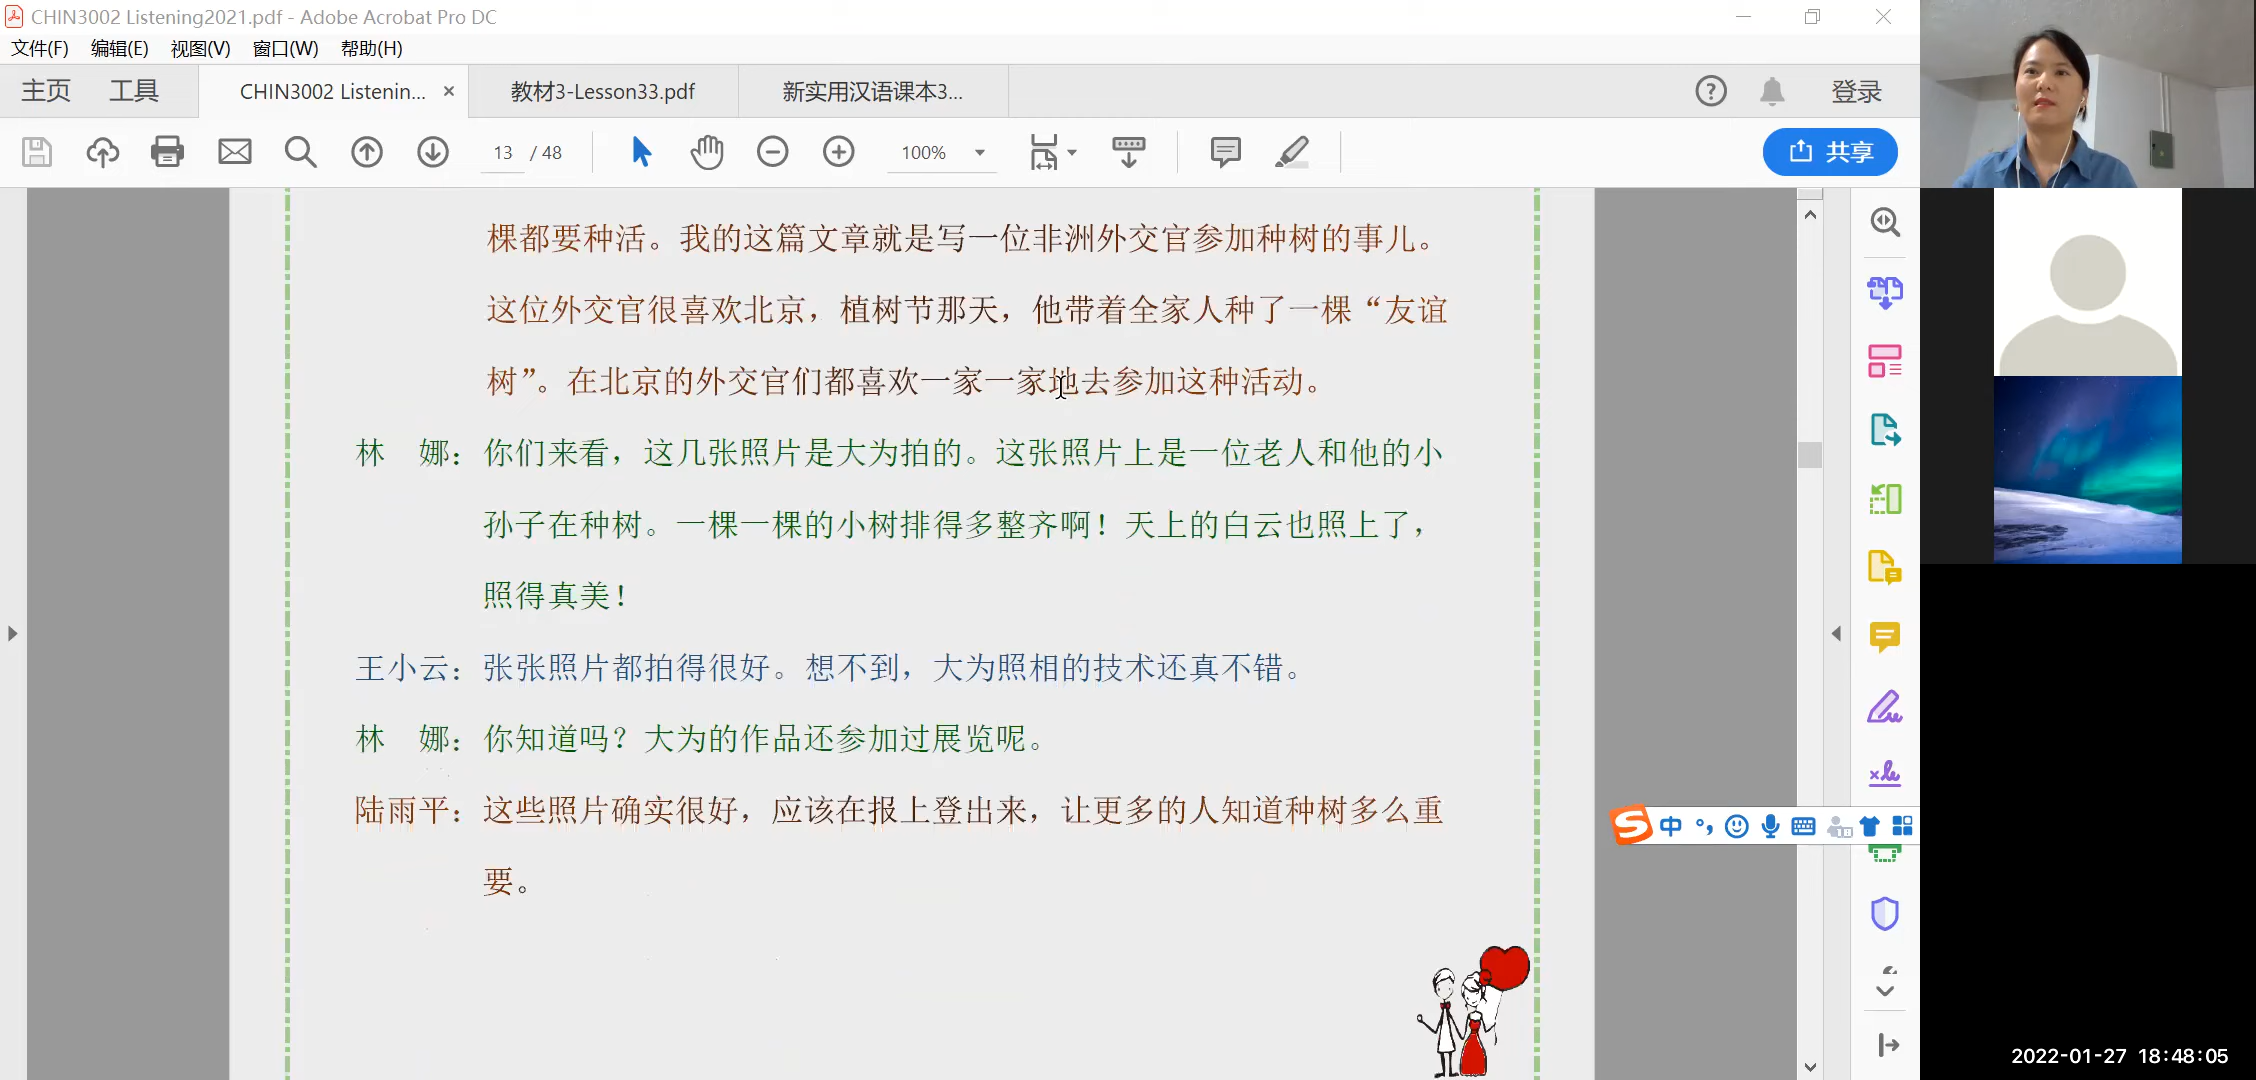 CHIN3002 Listening2021.pdf - Adobe Acrobat Pro DC
文件(F) 编辑(E) 视图(V) 窗口(W) 帮助(H)
主页 工具 CHIN3002 Listenin... × 教材3-Lesson33.pdf 新实用汉语课本3... 登录
13 / 48 100% 共享
棵都要种活。我的这篇文章就是写一位非洲外交官参加种树的事儿。
这位外交官很喜欢北京，植树节那天，他带着全家人种了一棵“友谊
树”。在北京的外交官们都喜欢一家一家地去参加这种活动。
林 娜：你们来看，这几张照片是大为拍的。这张照片上是一位老人和他的小
孙子在种树。一棵一棵的小树排得多整齐啊！天上的白云也照上了，
照得真美！
王小云：张张照片都拍得很好。想不到，大为照相的技术还真不错。
林 娜：你知道吗？大为的作品还参加过展览呢。
陆雨平：这些照片确实很好，应该在报上登出来，让更多的人知道种树多么重
要。
中
2022-01-27 18:48:05